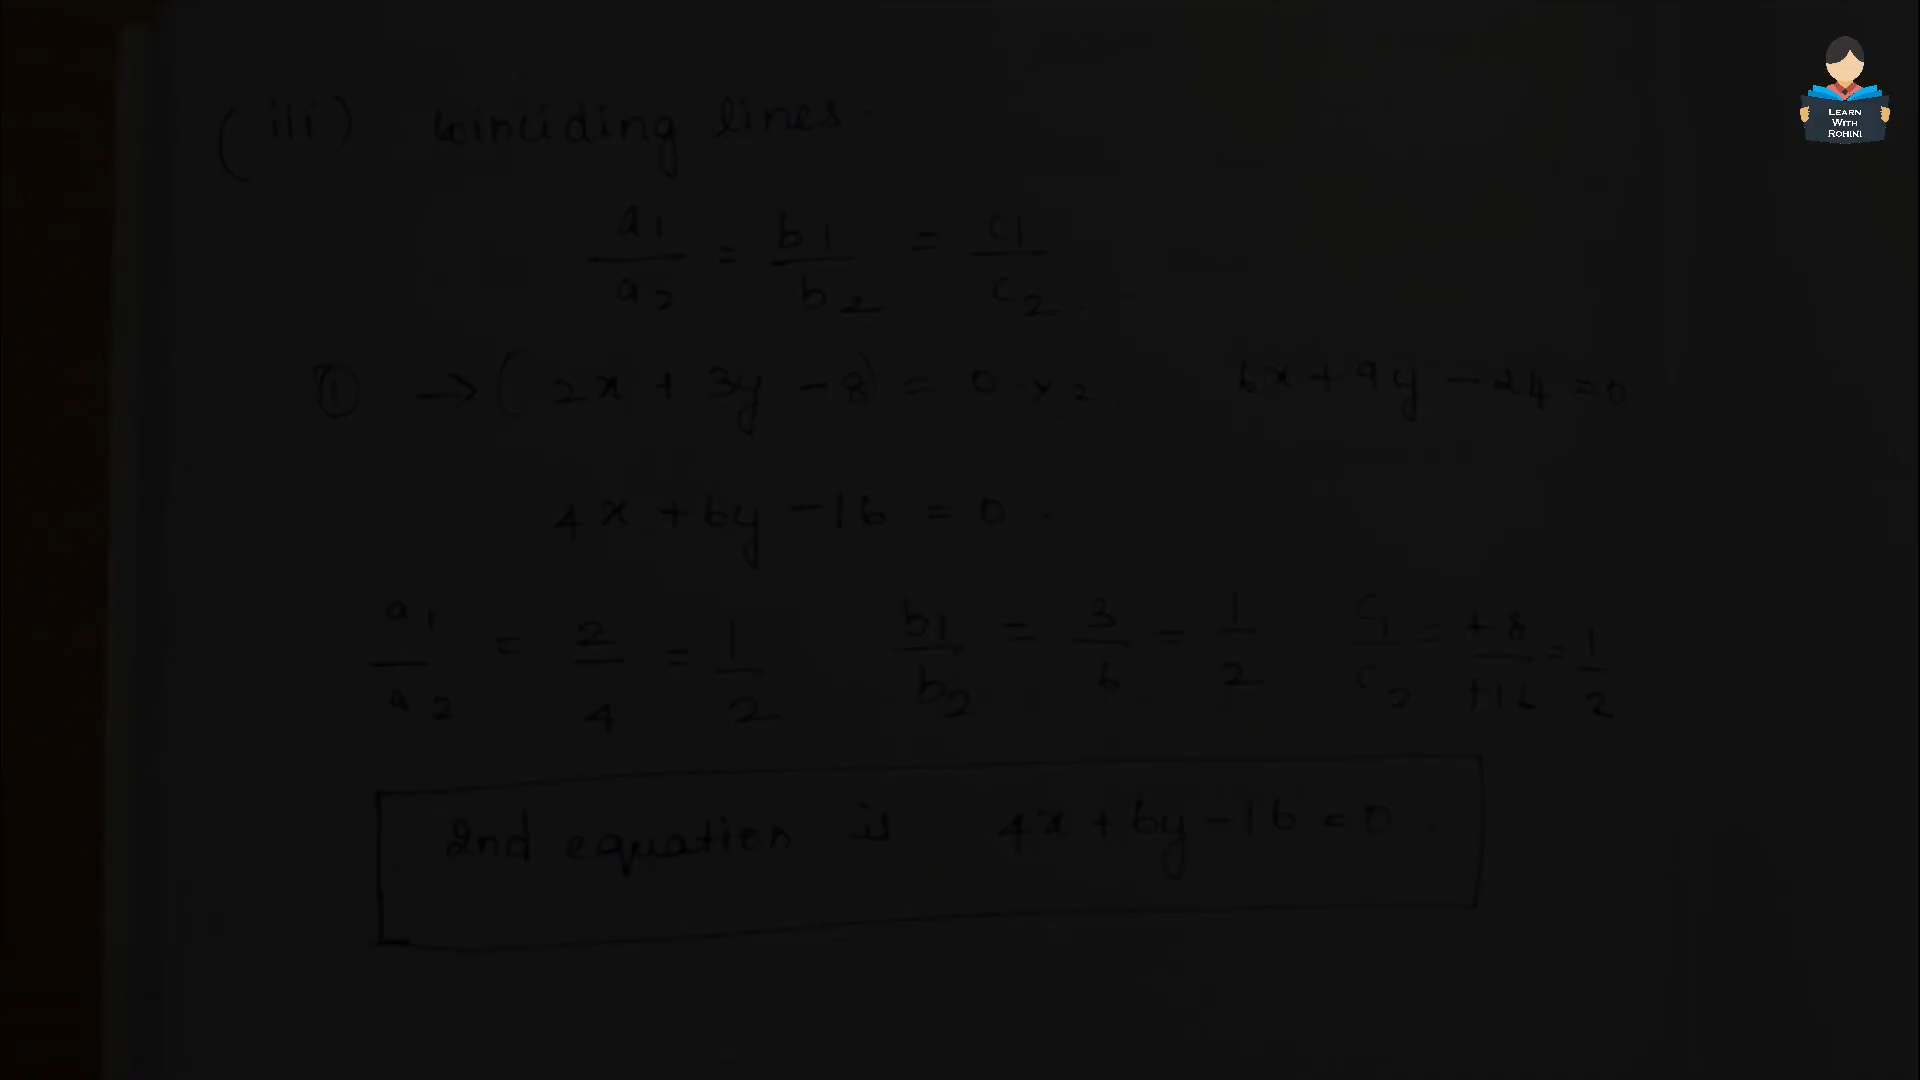 LEARN
WITH
ROHINI
(iii) coinciding lines.
a1/a2 = b1/b2 = c1/c2.
① → (2x + 3y - 8) = 0 × 2 6x + 9y - 24 = 0
4x + 6y - 16 = 0.
a1/a2 = 2/4 = 1/2 b1/b2 = 3/6 = 1/2 c1/c2 = +8/+16 = 1/2
2nd equation is 4x + 6y - 16 = 0.